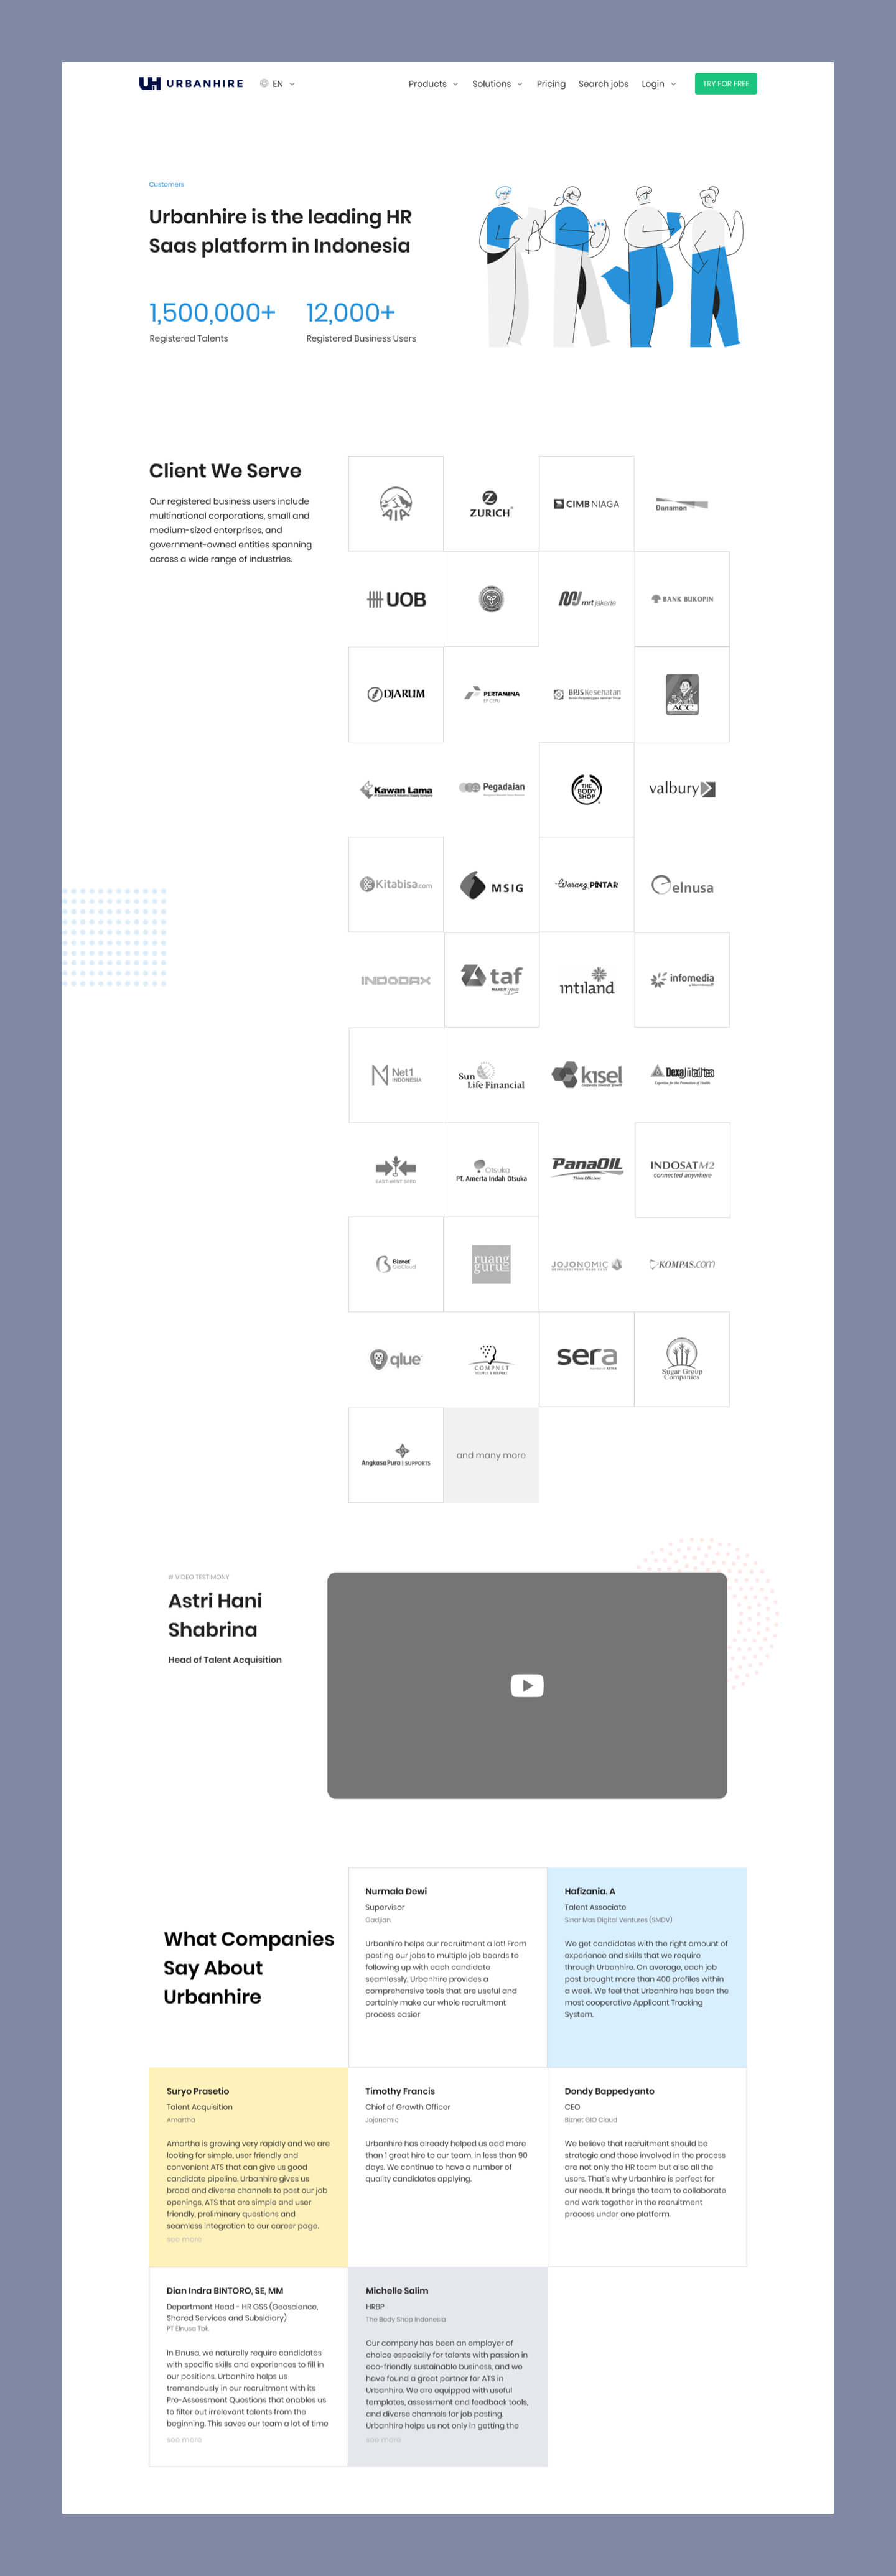 UH URBANHIRE
EN
Products
Solutions
Pricing
Search jobs
Login
TRY FOR FREE
Customers
Urbanhire is the leading HR
Saas platform in Indonesia
1,500,000+
Registered Talents
12,000+
Registered Business Users
Client We Serve
Our registered business users include
multinational corporations, small and
medium-sized enterprises, and
government-owned entities spanning
across a wide range of industries.
AIA
ZURICH
CIMB NIAGA
Danamon
UOB
mrt jakarta
BANK BUKOPIN
DJARUM
PERTAMINA
EP CEPU
BPJS Kesehatan
ACC
Kawan Lama
Pegadaian
THE
BODY
SHOP
valbury
Kitabisa.com
MSIG
Warung PINTAR
elnusa
INDODAX
taf
MAKE IT
intiland
infomedia
Net1
INDONESIA
Sun
Life Financial
kisel
Dexa
Expertise for the Promotion of Health
EAST WEST SEED
Otsuka
PT. Amerta Indah Otsuka
PanaOIL
Think Efficient
INDOSAT M2
connected anywhere
Biznet
GioCloud
ruang
guru
JOJONOMIC
KOMPAS.com
qlue
COMPNET
sera
Sugar Group
Companies
AngkasaPura | SUPPORTS
and many more
# VIDEO TESTIMONY
Astri Hani
Shabrina
Head of Talent Acquisition
What Companies
Say About
Urbanhire
Nurmala Dewi
Supervisor
Gadjian
Urbanhire helps our recruitment a lot! From
posting our jobs to multiple job boards to
following up with each candidate
seamlessly, Urbanhire provides a
comprehensive tools that are useful and
certainly make our whole recruitment
process easier
Hafizania. A
Talent Associate
Sinar Mas Digital Ventures (SMDV)
We get candidates with the right amount of
experience and skills that we require
through Urbanhire. On average, each job
post brought more than 400 profiles within
a week. We feel that Urbanhire has been the
most cooperative Applicant Tracking
System.
Suryo Prasetio
Talent Acquisition
Amartha
Amartha is growing very rapidly and we are
looking for simple, user friendly and
convenient ATS that can give us good
candidate pipeline. Urbanhire gives us
broad and diverse channels to post our job
openings, ATS that are simple and user
friendly, preliminary questions and
seamless integration to our career page.
see more
Timothy Francis
Chief of Growth Officer
Jojonomic
Urbanhire has already helped us add more
than 1 great hire to our team, in less than 90
days. We continue to have a number of
quality candidates applying.
Dondy Bappedyanto
CEO
Biznet GIO Cloud
We believe that recruitment should be
strategic and those involved in the process
are not only the HR team but also all the
users. That's why Urbanhire is perfect for
our needs. It brings the team to collaborate
and work together in the recruitment
process under one platform.
Dian Indra BINTORO, SE, MM
Department Head - HR GSS (Geoscience,
Shared Services and Subsidiary)
PT Elnusa Tbk.
In Elnusa, we naturally require candidates
with specific skills and experiences to fill in
our positions. Urbanhire helps us
tremendously in our recruitment with its
Pre-Assessment Questions that enables us
to filter out irrelevant talents from the
beginning. This saves our team a lot of time
see more
Michelle Salim
HRBP
The Body Shop Indonesia
Our company has been an employer of
choice especially for talents with passion in
eco-friendly sustainable business, and we
have found a great partner for ATS in
Urbanhire. We are equipped with useful
templates, assessment and feedback tools,
and diverse channels for job posting.
Urbanhire helps us not only in getting the
see more